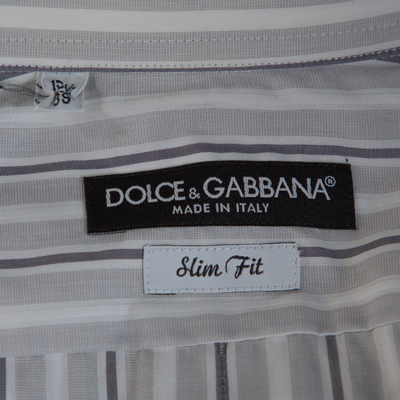 DOLCE & GABBANA®
MADE IN ITALY
Slim Fit